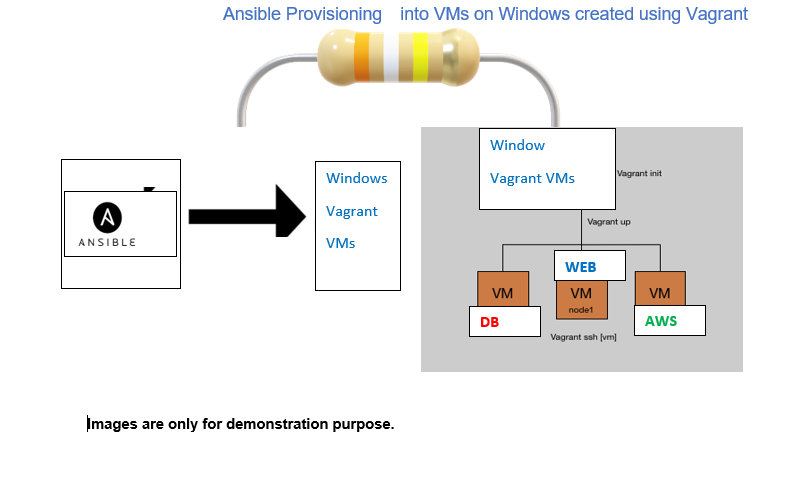 Ansible Provisioning into VMs on Windows created using Vagrant
ANSIBLE
Windows
Vagrant
VMs
Window
Vagrant VMs
Vagrant init
Vagrant up
WEB
VM
VM
VM
node1
DB
AWS
Vagrant ssh [vm]
Images are only for demonstration purpose.